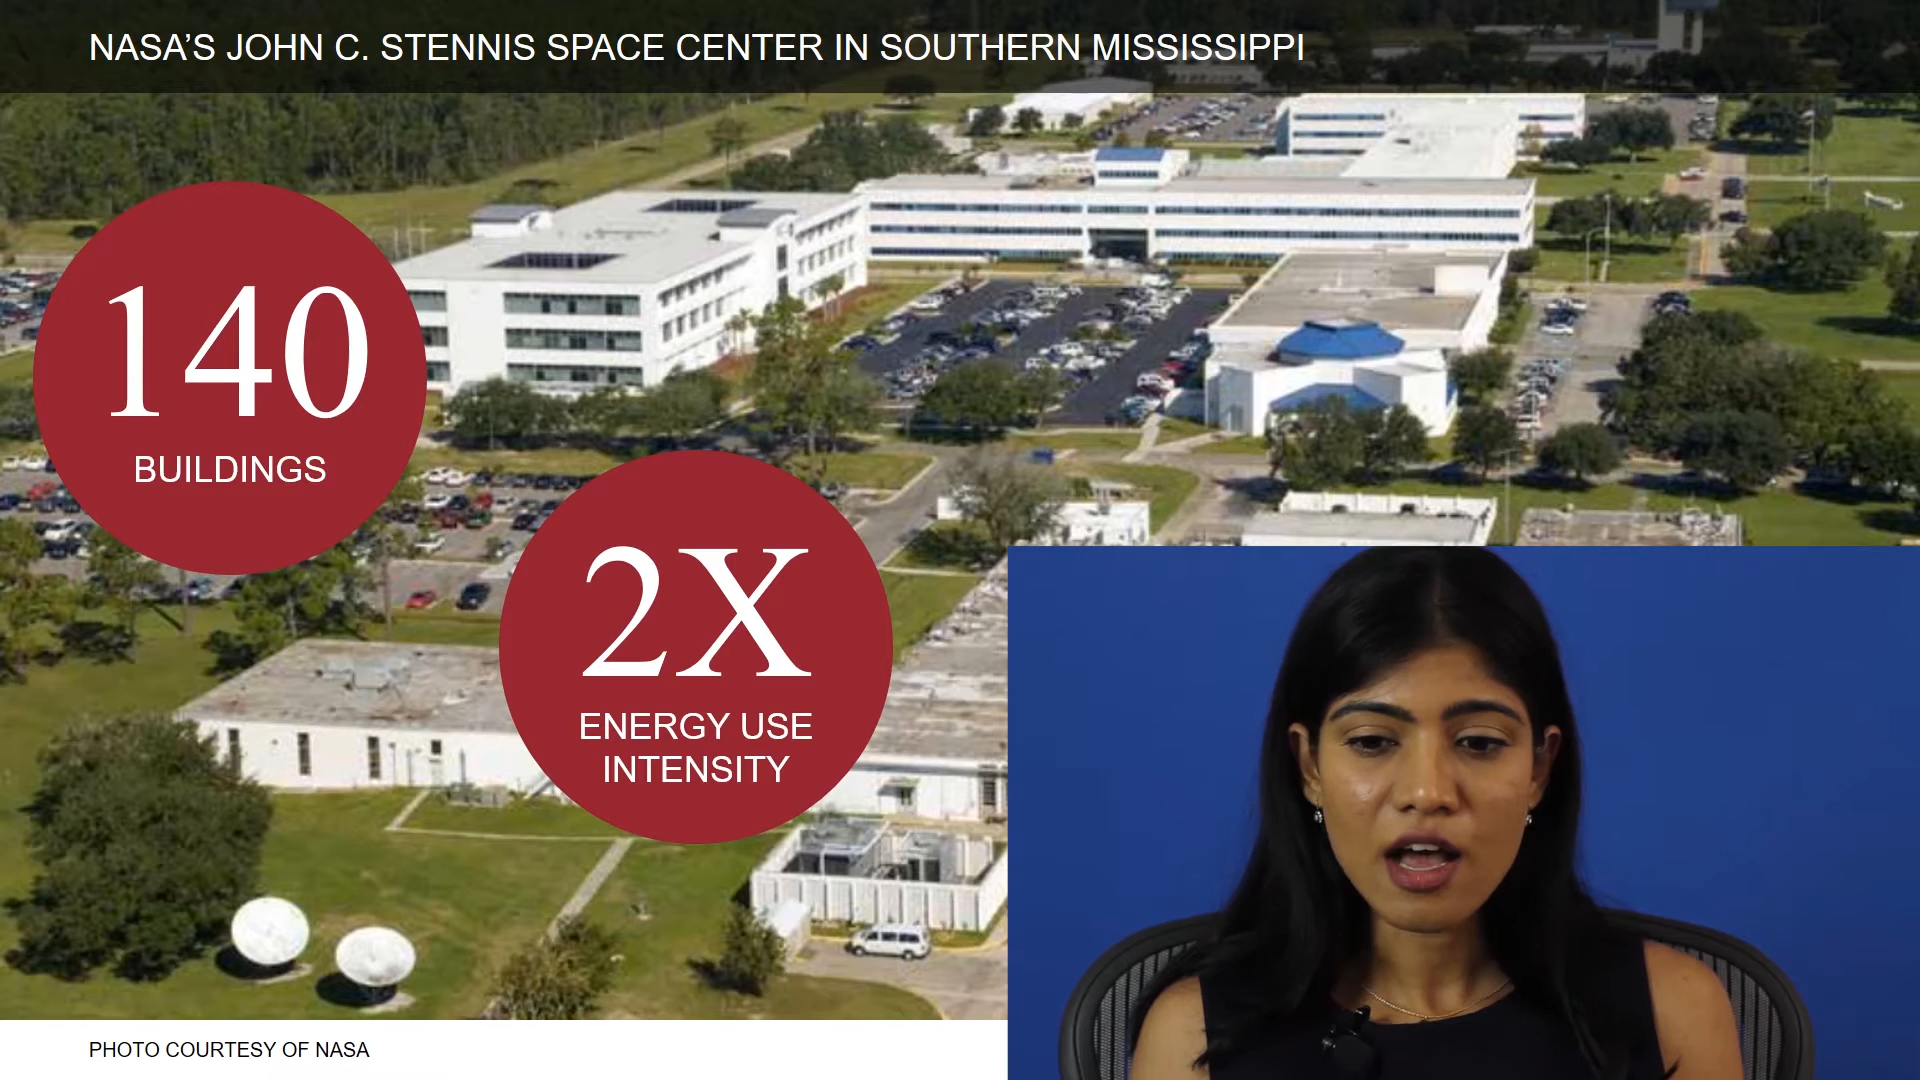 NASA’S JOHN C. STENNIS SPACE CENTER IN SOUTHERN MISSISSIPPI
140
BUILDINGS
2X
ENERGY USE
INTENSITY
PHOTO COURTESY OF NASA